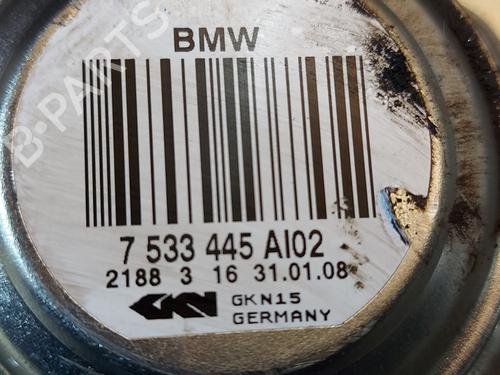 BMW
B-PARTS
7 533 445 AI02
2188 3 16 31.01.08
GKN GKN15
GERMANY